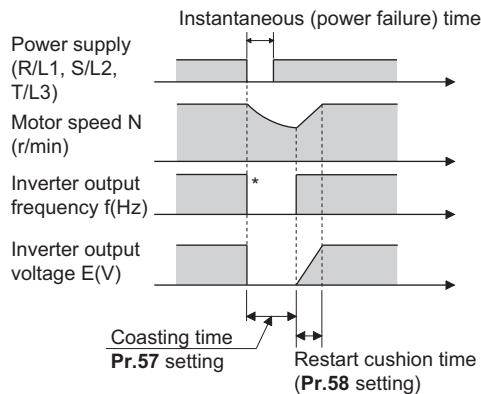 Instantaneous (power failure) time
Power supply
(R/L1, S/L2,
T/L3)
Motor speed N
(r/min)
Inverter output
frequency f(Hz)
*
Inverter output
voltage E(V)
Coasting time
Pr.57 setting
Restart cushion time
(Pr.58 setting)